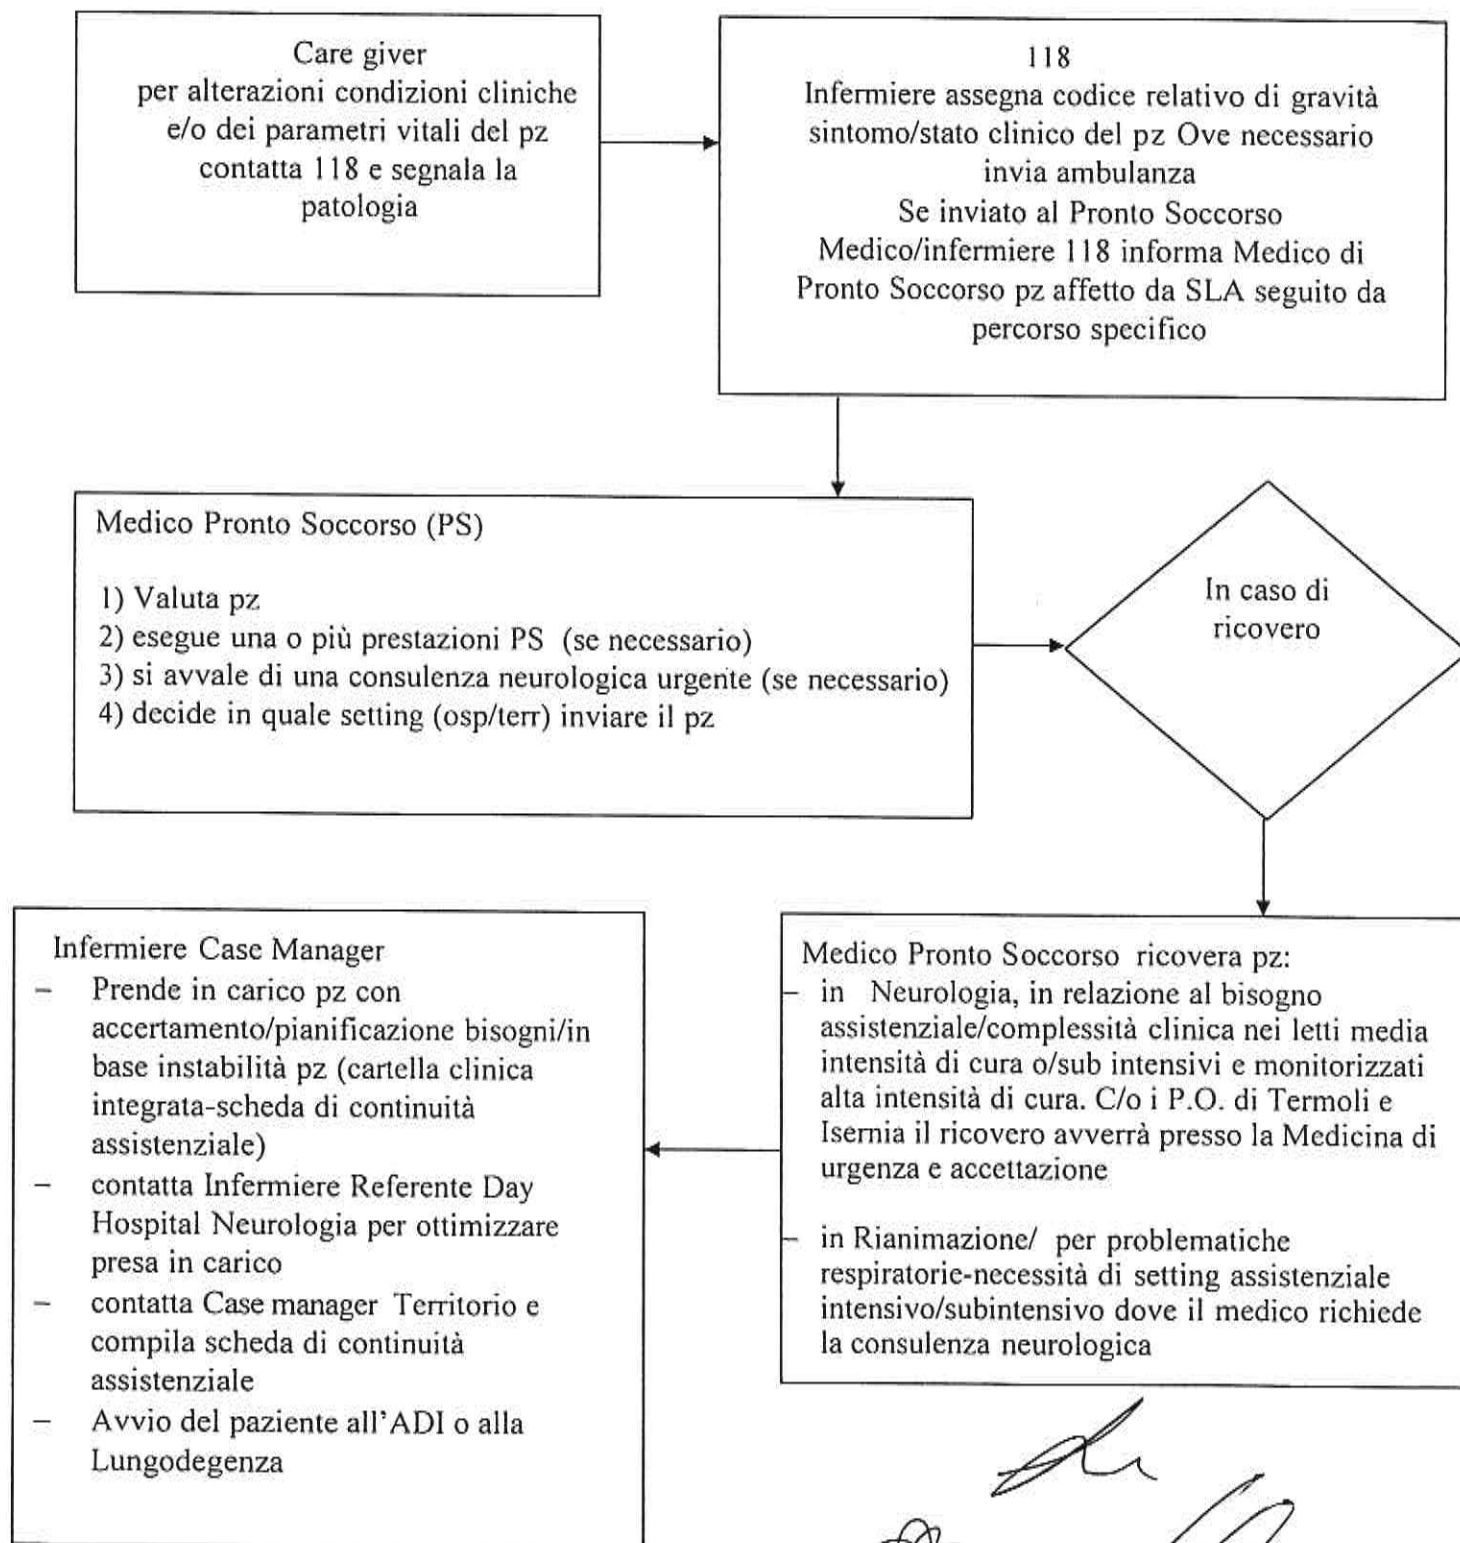 Care giver
per alterazioni condizioni cliniche
e/o dei parametri vitali del pz
contatta 118 e segnala la
patologia
118
Infermiere assegna codice relativo di gravità
sintomo/stato clinico del pz Ove necessario
invia ambulanza
Se inviato al Pronto Soccorso
Medico/infermiere 118 informa Medico di
Pronto Soccorso pz affetto da SLA seguito da
percorso specifico
Medico Pronto Soccorso (PS)
1) Valuta pz
2) esegue una o più prestazioni PS (se necessario)
3) si avvale di una consulenza neurologica urgente (se necessario)
4) decide in quale setting (osp/terr) inviare il pz
In caso di
ricovero
Medico Pronto Soccorso ricovera pz:
– in Neurologia, in relazione al bisogno
assistenziale/complessità clinica nei letti media
intensità di cura o/sub intensivi e monitorizzati
alta intensità di cura. C/o i P.O. di Termoli e
Isernia il ricovero avverrà presso la Medicina di
urgenza e accettazione
– in Rianimazione/ per problematiche
respiratorie-necessità di setting assistenziale
intensivo/subintensivo dove il medico richiede
la consulenza neurologica
Infermiere Case Manager
– Prende in carico pz con
accertamento/pianificazione bisogni/in
base instabilità pz (cartella clinica
integrata-scheda di continuità
assistenziale)
– contatta Infermiere Referente Day
Hospital Neurologia per ottimizzare
presa in carico
– contatta Case manager Territorio e
compila scheda di continuità
assistenziale
– Avvio del paziente all'ADI o alla
Lungodegenza